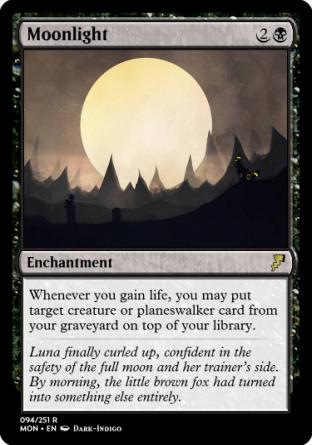 Moonlight 2
Enchantment
Whenever you gain life, you may put
target creature or planeswalker card from
your graveyard on top of your library.
Luna finally curled up, confident in the
safety of the full moon and her trainer's side.
By morning, the little brown fox had turned
into something else entirely.
094/251 R
MON • EN Dark-Indigo